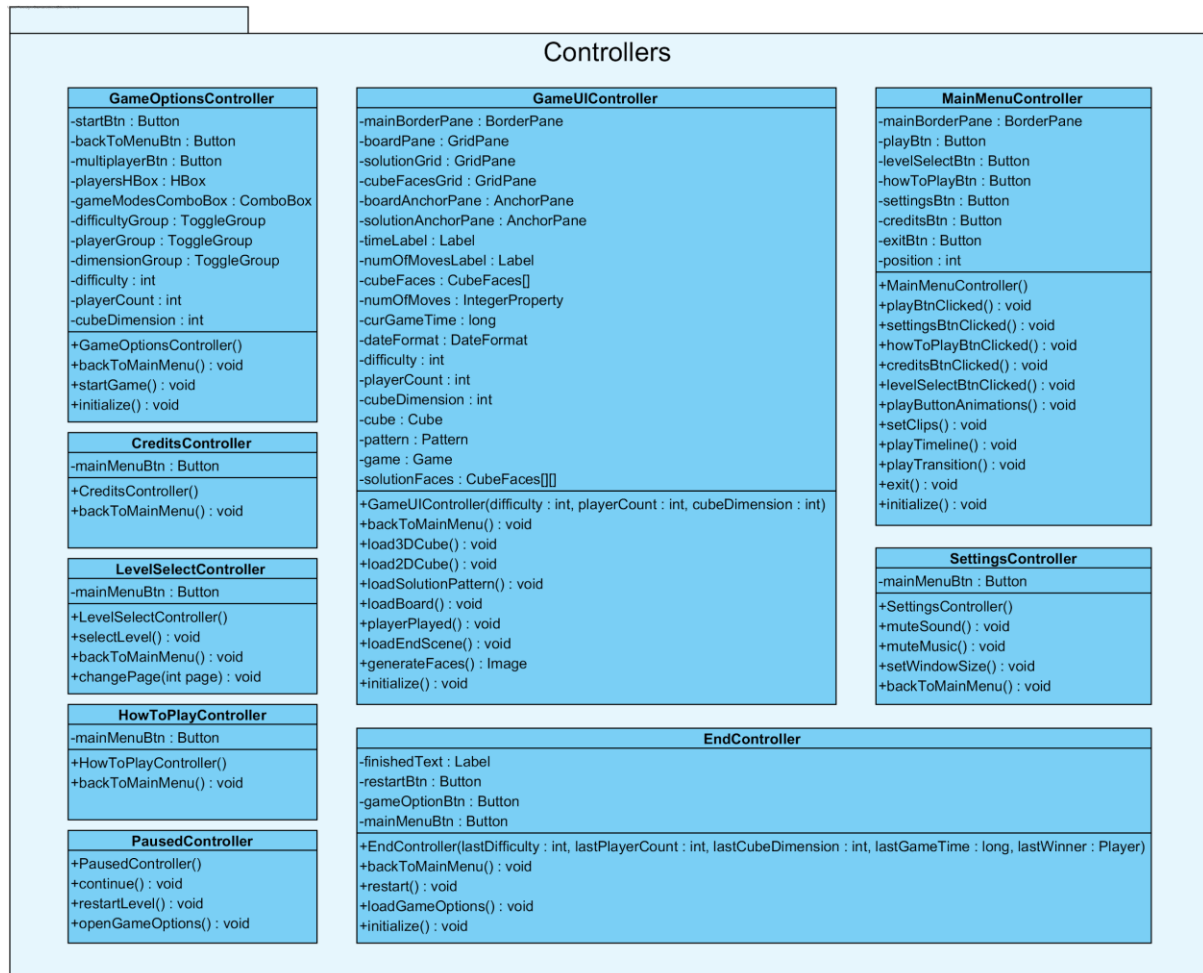 Controllers
GameOptionsController
-startBtn : Button
-backToMenuBtn : Button
-multiplayerBtn : Button
-playersHBox : HBox
-gameModesComboBox : ComboBox
-difficultyGroup : ToggleGroup
-playerGroup : ToggleGroup
-dimensionGroup : ToggleGroup
-difficulty : int
-playerCount : int
-cubeDimension : int
+GameOptionsController()
+backToMainMenu() : void
+startGame() : void
+initialize() : void
CreditsController
-mainMenuBtn : Button
+CreditsController()
+backToMainMenu() : void
LevelSelectController
-mainMenuBtn : Button
+LevelSelectController()
+selectLevel() : void
+backToMainMenu() : void
+changePage(int page) : void
HowToPlayController
-mainMenuBtn : Button
+HowToPlayController()
+backToMainMenu() : void
PausedController
+PausedController()
+continue() : void
+restartLevel() : void
+openGameOptions() : void
GameUIController
-mainBorderPane : BorderPane
-boardPane : GridPane
-solutionGrid : GridPane
-cubeFacesGrid : GridPane
-boardAnchorPane : AnchorPane
-solutionAnchorPane : AnchorPane
-timeLabel : Label
-numOfMovesLabel : Label
-cubeFaces : CubeFaces[]
-numOfMoves : IntegerProperty
-curGameTime : long
-dateFormat : DateFormat
-difficulty : int
-playerCount : int
-cubeDimension : int
-cube : Cube
-pattern : Pattern
-game : Game
-solutionFaces : CubeFaces[][]
+GameUIController(difficulty : int, playerCount : int, cubeDimension : int)
+backToMainMenu() : void
+load3DCube() : void
+load2DCube() : void
+loadSolutionPattern() : void
+loadBoard() : void
+playerPlayed() : void
+loadEndScene() : void
+generateFaces() : Image
+initialize() : void
MainMenuController
-mainBorderPane : BorderPane
-playBtn : Button
-levelSelectBtn : Button
-howToPlayBtn : Button
-settingsBtn : Button
-creditsBtn : Button
-exitBtn : Button
-position : int
+MainMenuController()
+playBtnClicked() : void
+settingsBtnClicked() : void
+howToPlayBtnClicked() : void
+creditsBtnClicked() : void
+levelSelectBtnClicked() : void
+playButtonAnimations() : void
+setClips() : void
+playTimeline() : void
+playTransition() : void
+exit() : void
+initialize() : void
SettingsController
-mainMenuBtn : Button
+SettingsController()
+muteSound() : void
+muteMusic() : void
+setWindowSize() : void
+backToMainMenu() : void
EndController
-finishedText : Label
-restartBtn : Button
-gameOptionBtn : Button
-mainMenuBtn : Button
+EndController(lastDifficulty : int, lastPlayerCount : int, lastCubeDimension : int, lastGameTime : long, lastWinner : Player)
+backToMainMenu() : void
+restart() : void
+loadGameOptions() : void
+initialize() : void